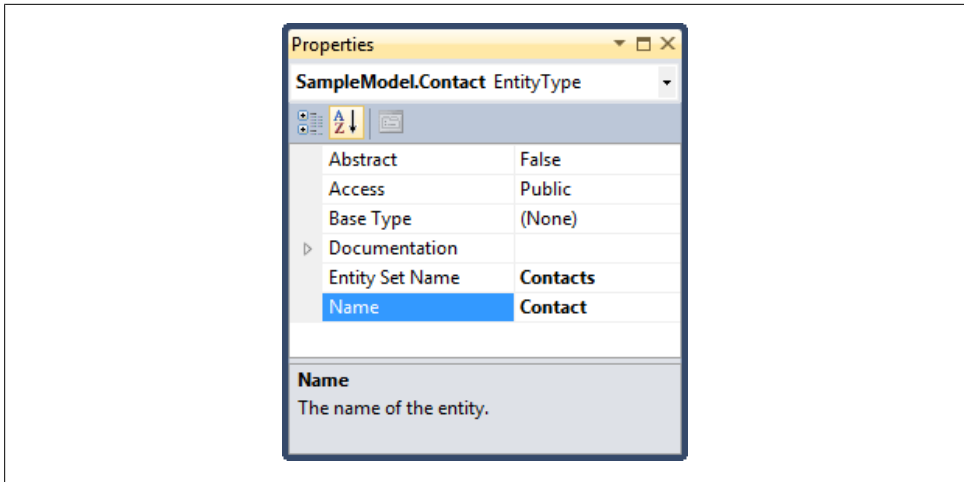 Properties
SampleModel.Contact EntityType
A
Z
Abstract False
Access Public
Base Type (None)
Documentation
Entity Set Name Contacts
Name Contact
Name
The name of the entity.